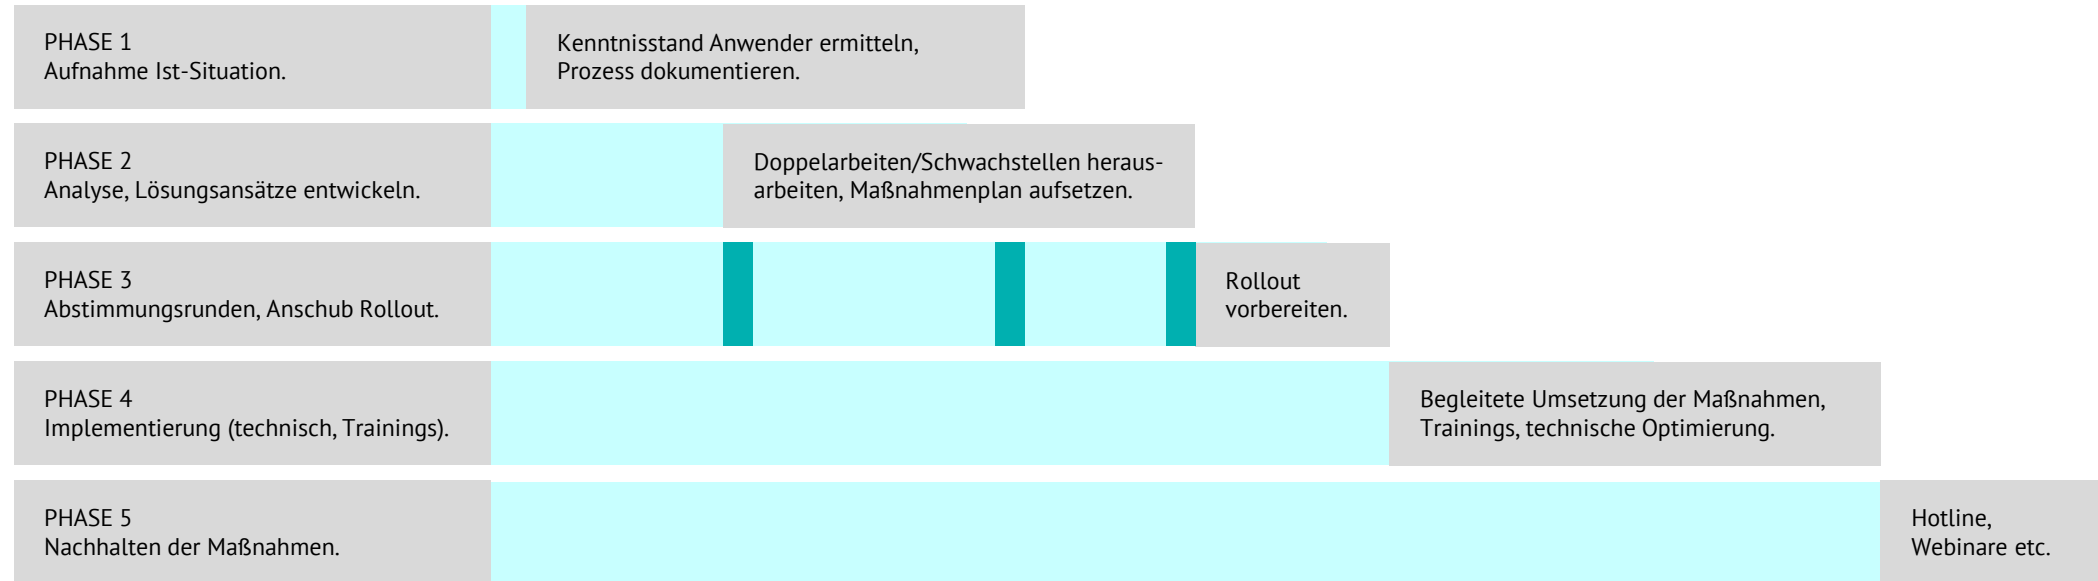 PHASE 1
Aufnahme Ist-Situation.
Kenntnisstand Anwender ermitteln,
Prozess dokumentieren.
PHASE 2
Analyse, Lösungsansätze entwickeln.
Doppelarbeiten/Schwachstellen heraus-
arbeiten, Maßnahmenplan aufsetzen.
PHASE 3
Abstimmungsrunden, Anschub Rollout.
Rollout
vorbereiten.
PHASE 4
Implementierung (technisch, Trainings).
Begleitete Umsetzung der Maßnahmen,
Trainings, technische Optimierung.
PHASE 5
Nachhalten der Maßnahmen.
Hotline,
Webinare etc.